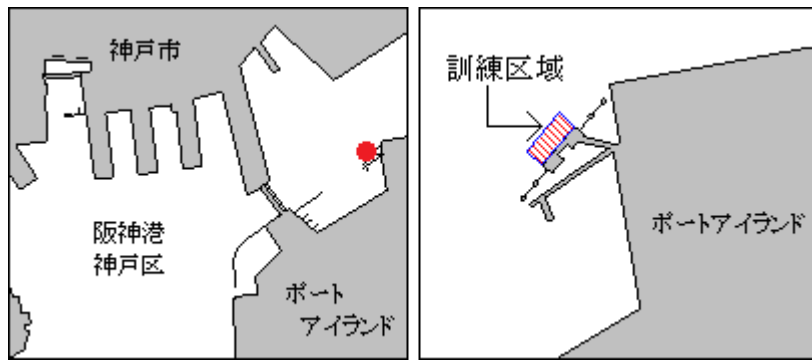 神戸市
阪神港
神戸区
ポート
アイランド
訓練区域
ポートアイランド